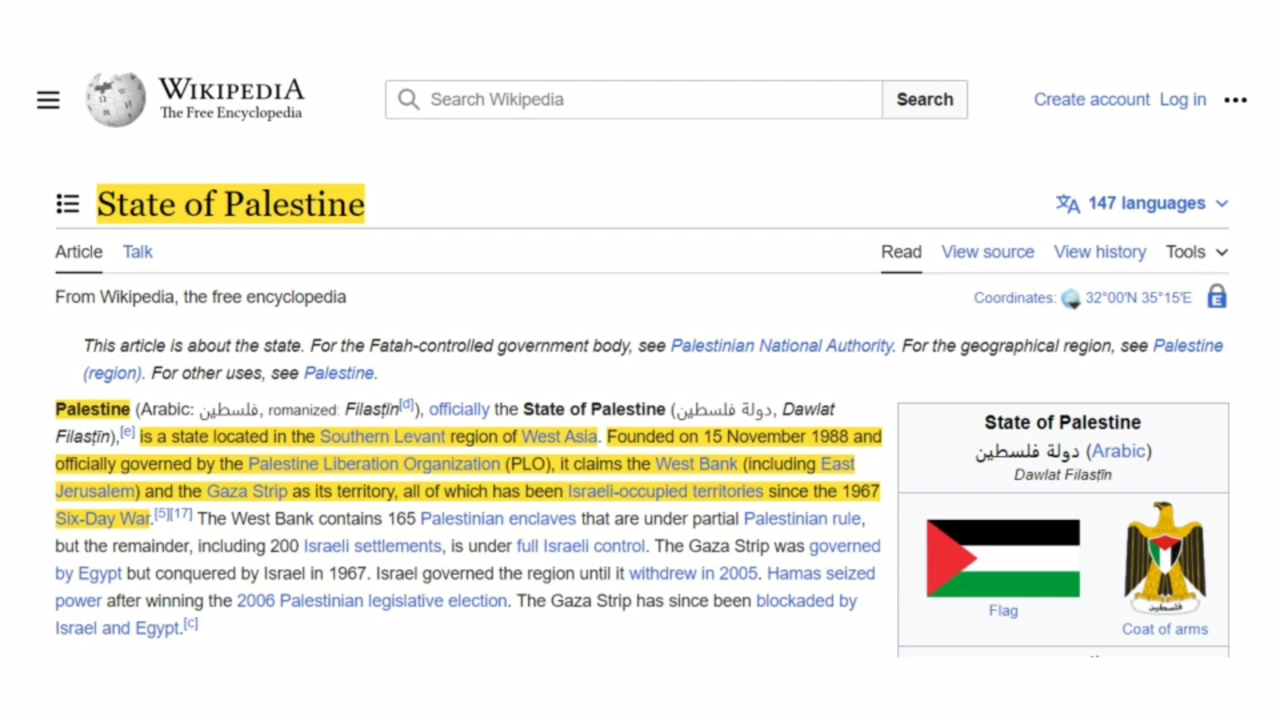 WIKIPEDIA
The Free Encyclopedia
Search Wikipedia
Search
Create account Log in
State of Palestine
147 languages
Article Talk
Read View source View history Tools
From Wikipedia, the free encyclopedia
Coordinates: 32°00′N 35°15′E
This article is about the state. For the Fatah-controlled government body, see Palestinian National Authority. For the geographical region, see Palestine
(region). For other uses, see Palestine.
Palestine (Arabic: فلسطين, romanized: Filasṭīn[d]), officially the State of Palestine (دولة فلسطين, Dawlat
Filasṭīn),[e] is a state located in the Southern Levant region of West Asia. Founded on 15 November 1988 and
officially governed by the Palestine Liberation Organization (PLO), it claims the West Bank (including East
Jerusalem) and the Gaza Strip as its territory, all of which has been Israeli-occupied territories since the 1967
Six-Day War.[5][17] The West Bank contains 165 Palestinian enclaves that are under partial Palestinian rule,
but the remainder, including 200 Israeli settlements, is under full Israeli control. The Gaza Strip was governed
by Egypt but conquered by Israel in 1967. Israel governed the region until it withdrew in 2005. Hamas seized
power after winning the 2006 Palestinian legislative election. The Gaza Strip has since been blockaded by
Israel and Egypt.[c]
State of Palestine
دولة فلسطين (Arabic)
Dawlat Filasṭīn
فلسطين
Flag
Coat of arms